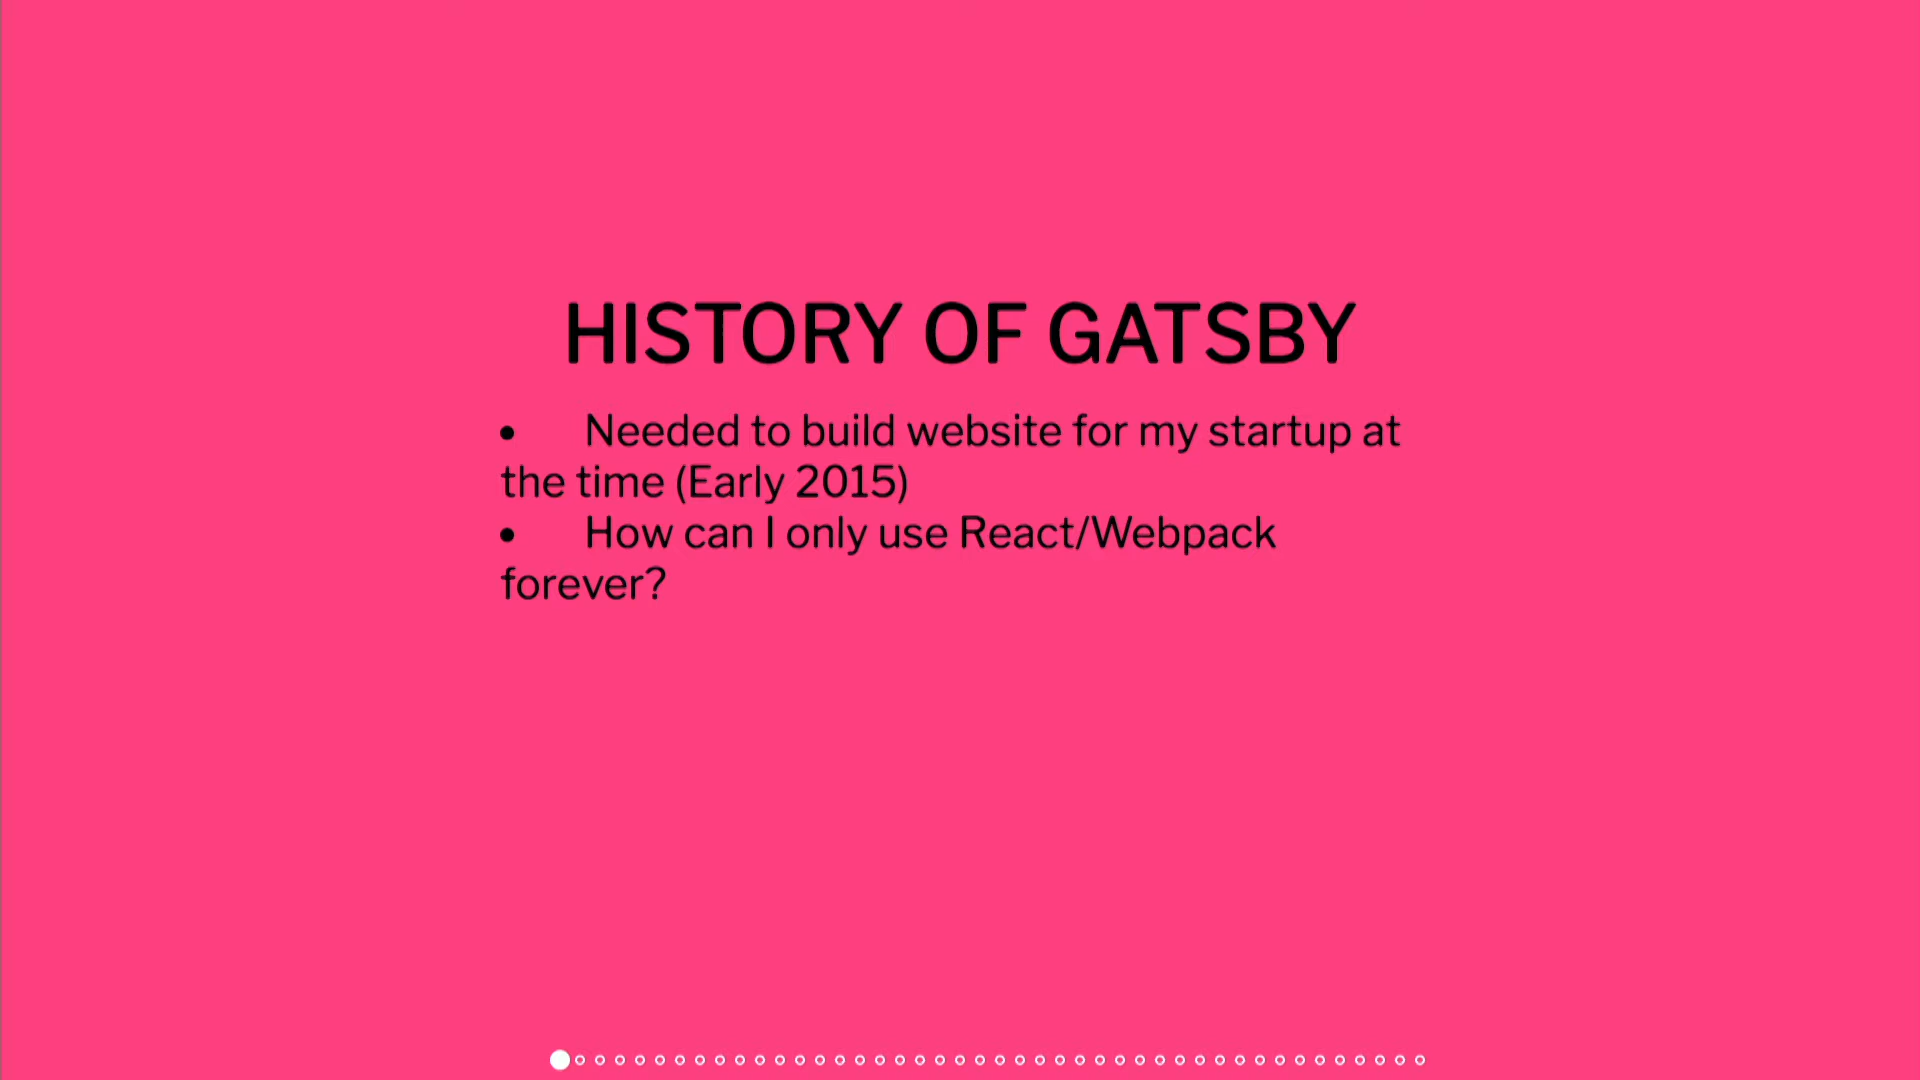 HISTORY OF GATSBY
• Needed to build website for my startup at
the time (Early 2015)
• How can I only use React/Webpack
forever?